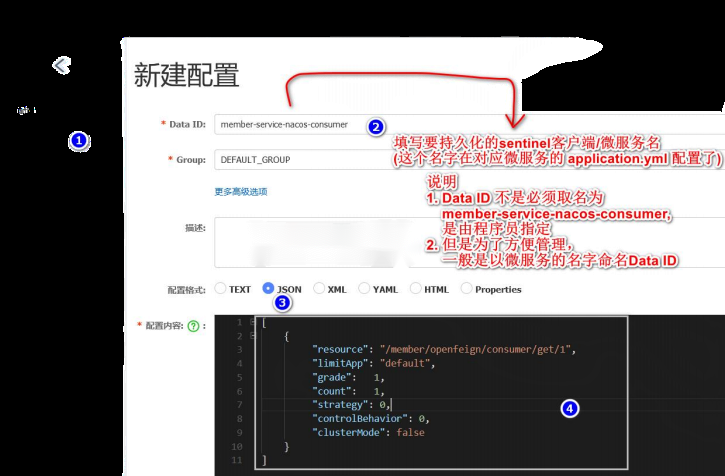 新建配置
1
* Data ID: member-service-nacos-consumer 2
填写要持久化的sentinel客户端/微服务名
(这个名字在对应微服务的 application.yml 配置了)
* Group: DEFAULT_GROUP
说明
更多高级选项
1. Data ID 不是必须取名为
member-service-nacos-consumer,
是由程序员指定
描述:
2. 但是为了方便管理，
一般是以微服务的名字命名Data ID
配置格式: TEXT JSON XML YAML HTML Properties
3
* 配置内容: ? :
1 [
2 {
3 "resource": "/member/openfeign/consumer/get/1",
4 "limitApp": "default",
5 "grade": 1,
6 "count": 1,
7 "strategy": 0,
8 "controlBehavior": 0,
9 "clusterMode": false
10 }
11 ]
4